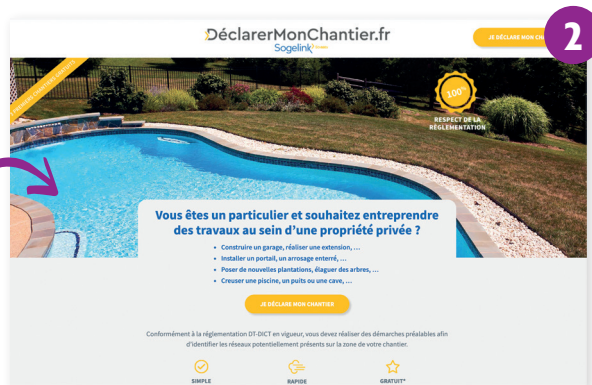 DéclarerMonChantier.fr
Sogelink
JE DÉCLARE MON CH
2
PREMIERS CHANTIERS GRATUITS
100%
RESPECT DE LA
RÉGLEMENTATION
Vous êtes un particulier et souhaitez entreprendre
des travaux au sein d’une propriété privée ?
• Construire un garage, réaliser une extension, …
• Installer un portail, un arrosage enterré, …
• Poser de nouvelles plantations, élaguer des arbres, …
• Creuser une piscine, un puits ou une cave, …
JE DÉCLARE MON CHANTIER
Conformément à la réglementation DT-DICT en vigueur, vous devez réaliser des démarches préalables afin
d’identifier les réseaux potentiellement présents sur la zone de votre chantier.
SIMPLE
RAPIDE
GRATUIT*